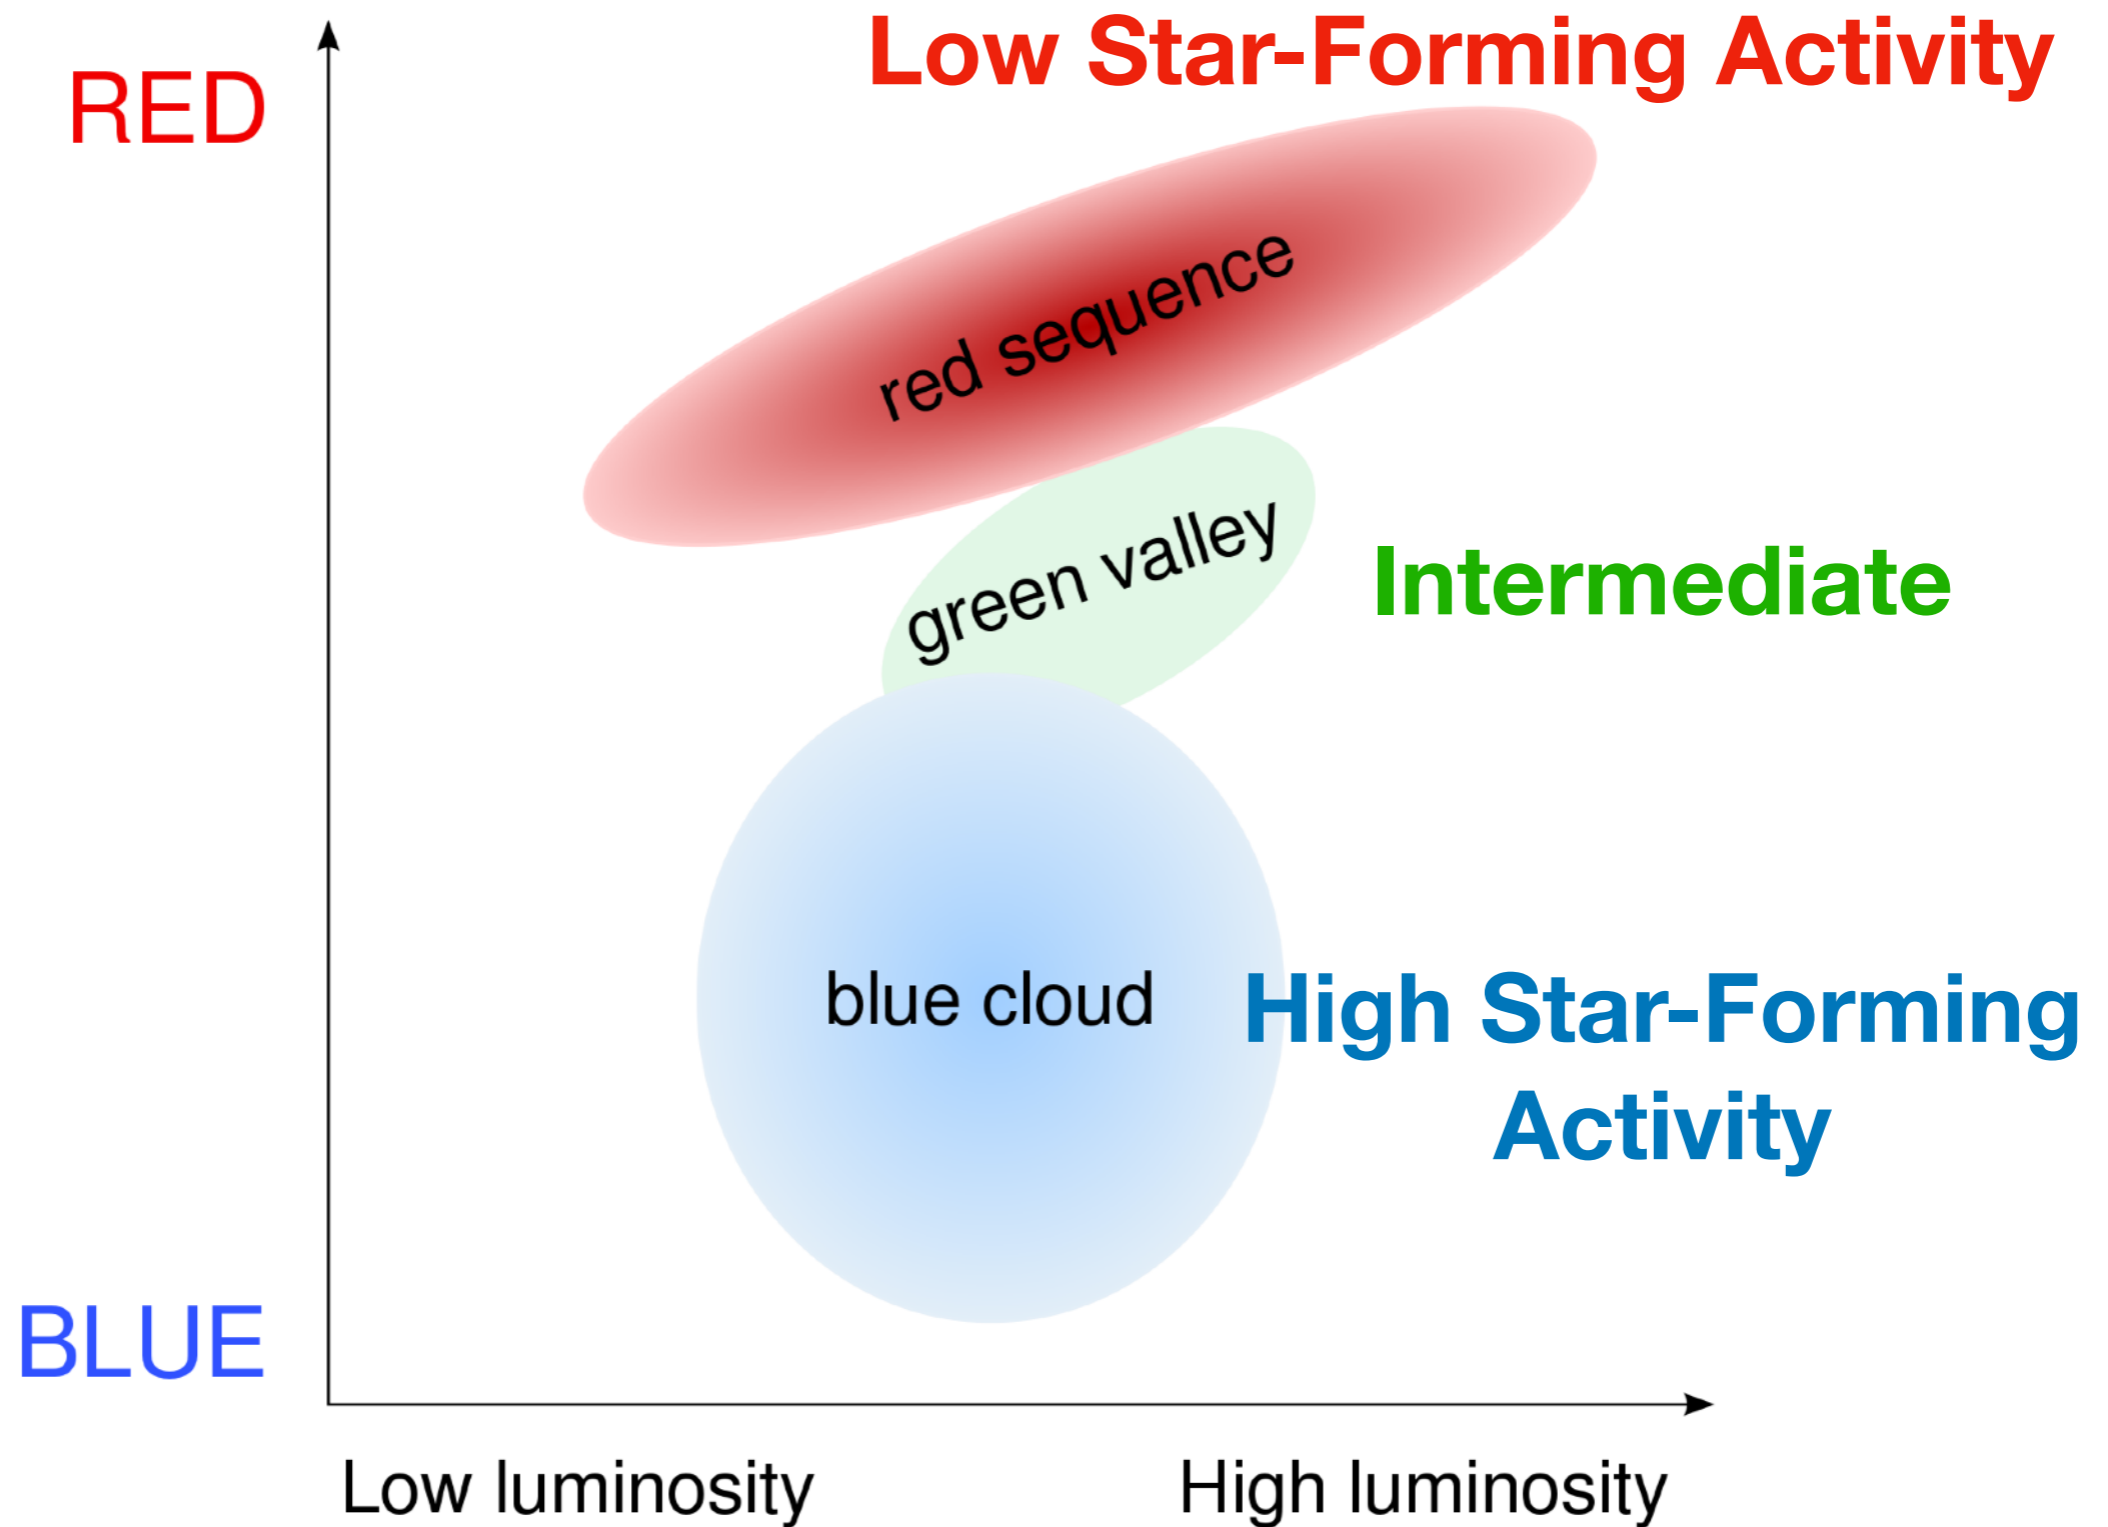 Low Star-Forming Activity
RED
red sequence
green valley
Intermediate
blue cloud
High Star-Forming
Activity
BLUE
Low luminosity
High luminosity